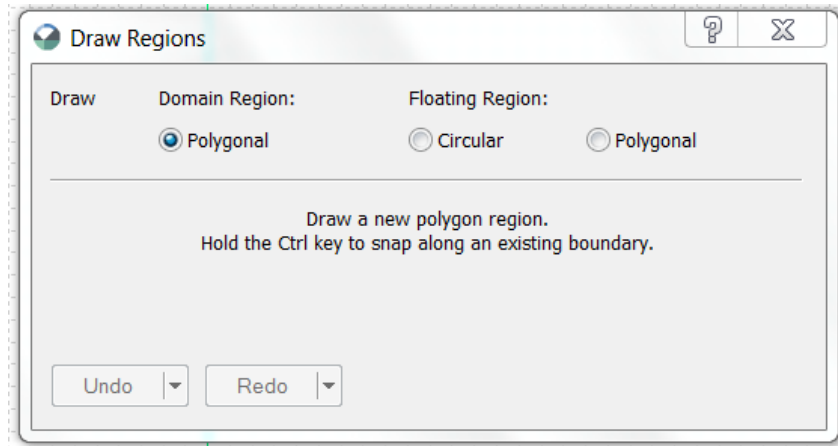 Draw Regions
Draw Domain Region: Floating Region:
Polygonal Circular Polygonal
Draw a new polygon region.
Hold the Ctrl key to snap along an existing boundary.
Undo Redo